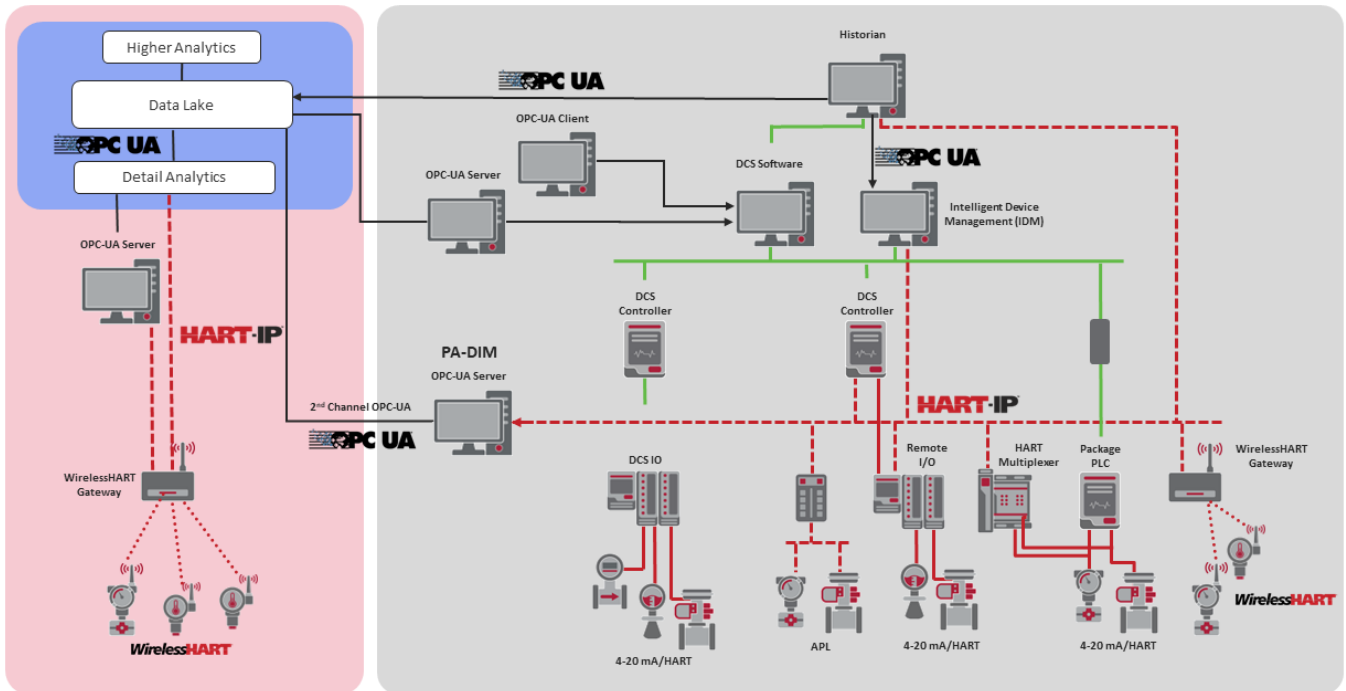 Higher Analytics
Data Lake
OPC UA
Detail Analytics
OPC-UA Server
HART-IP
WirelessHART
Gateway
WirelessHART
Historian
OPC UA
OPC-UA Client
DCS Software
OPC UA
OPC-UA Server
Intelligent Device
Management (IDM)
DCS
Controller
DCS
Controller
PA-DIM
OPC-UA Server
2nd Channel OPC-UA
OPC UA
HART-IP
DCS IO
Remote
I/O
HART
Multiplexer
Package
PLC
WirelessHART
Gateway
WirelessHART
4-20 mA/HART
APL
4-20 mA/HART
4-20 mA/HART